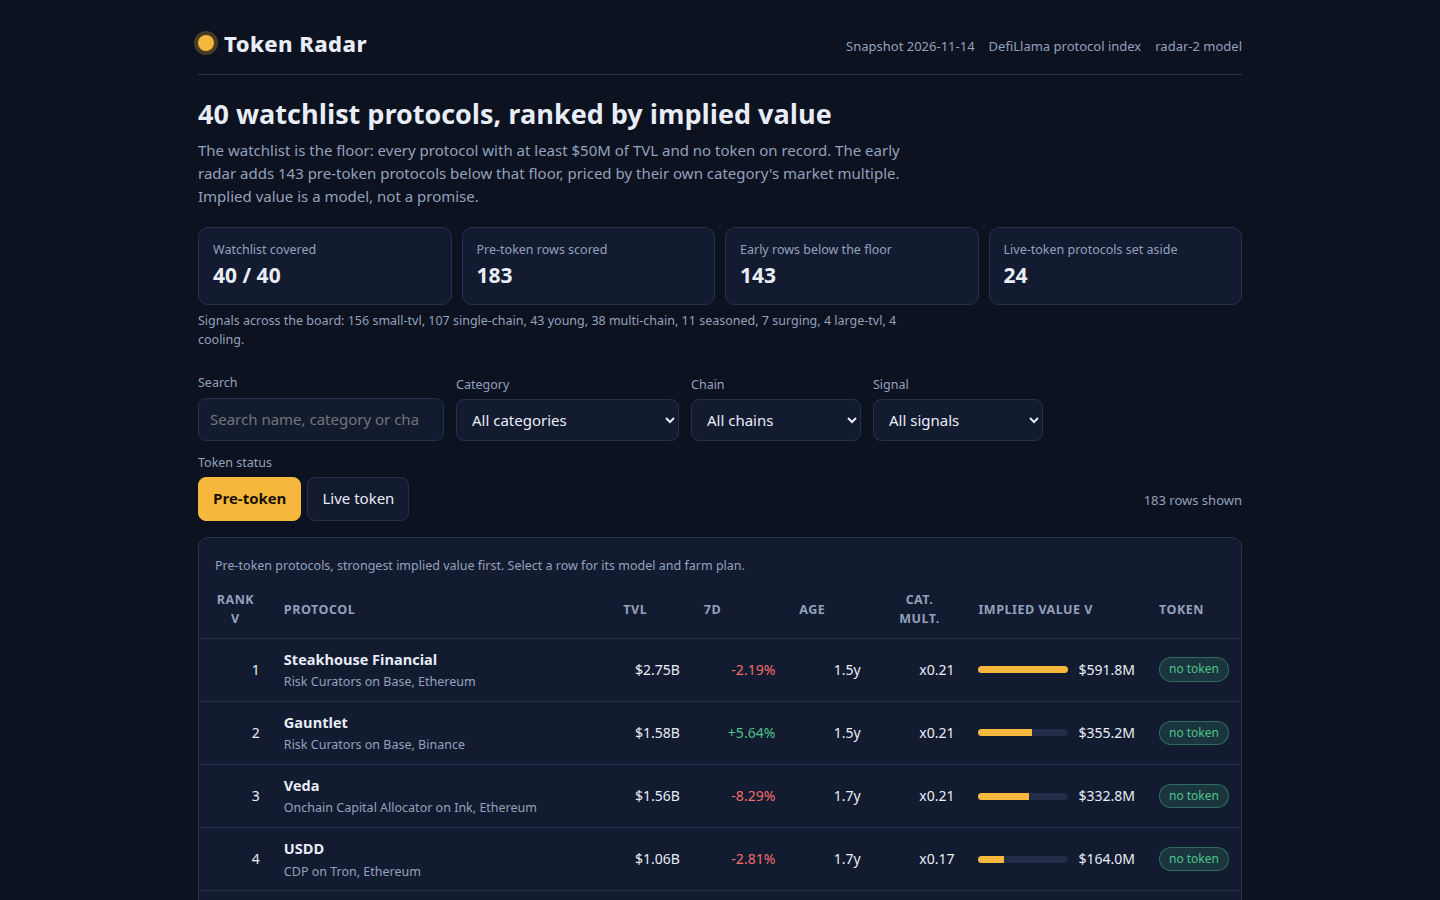 Token Radar
Snapshot 2026-11-14 DefiLlama protocol index radar-2 model
40 watchlist protocols, ranked by implied value
The watchlist is the floor: every protocol with at least $50M of TVL and no token on record. The early
radar adds 143 pre-token protocols below that floor, priced by their own category's market multiple.
Implied value is a model, not a promise.
Watchlist covered
40 / 40
Pre-token rows scored
183
Early rows below the floor
143
Live-token protocols set aside
24
Signals across the board: 156 small-tvl, 107 single-chain, 43 young, 38 multi-chain, 11 seasoned, 7 surging, 4 large-tvl, 4
cooling.
Search
Search name, category or cha
Category
All categories
Chain
All chains
Signal
All signals
Token status
Pre-token Live token
183 rows shown
Pre-token protocols, strongest implied value first. Select a row for its model and farm plan.
RANK V PROTOCOL TVL 7D AGE CAT. MULT. IMPLIED VALUE V TOKEN
1 Steakhouse Financial $2.75B -2.19% 1.5y x0.21 $591.8M no token
Risk Curators on Base, Ethereum
2 Gauntlet $1.58B +5.64% 1.5y x0.21 $355.2M no token
Risk Curators on Base, Binance
3 Veda $1.56B -8.29% 1.7y x0.21 $332.8M no token
Onchain Capital Allocator on Ink, Ethereum
4 USDD $1.06B -2.81% 1.7y x0.17 $164.0M no token
CDP on Tron, Ethereum